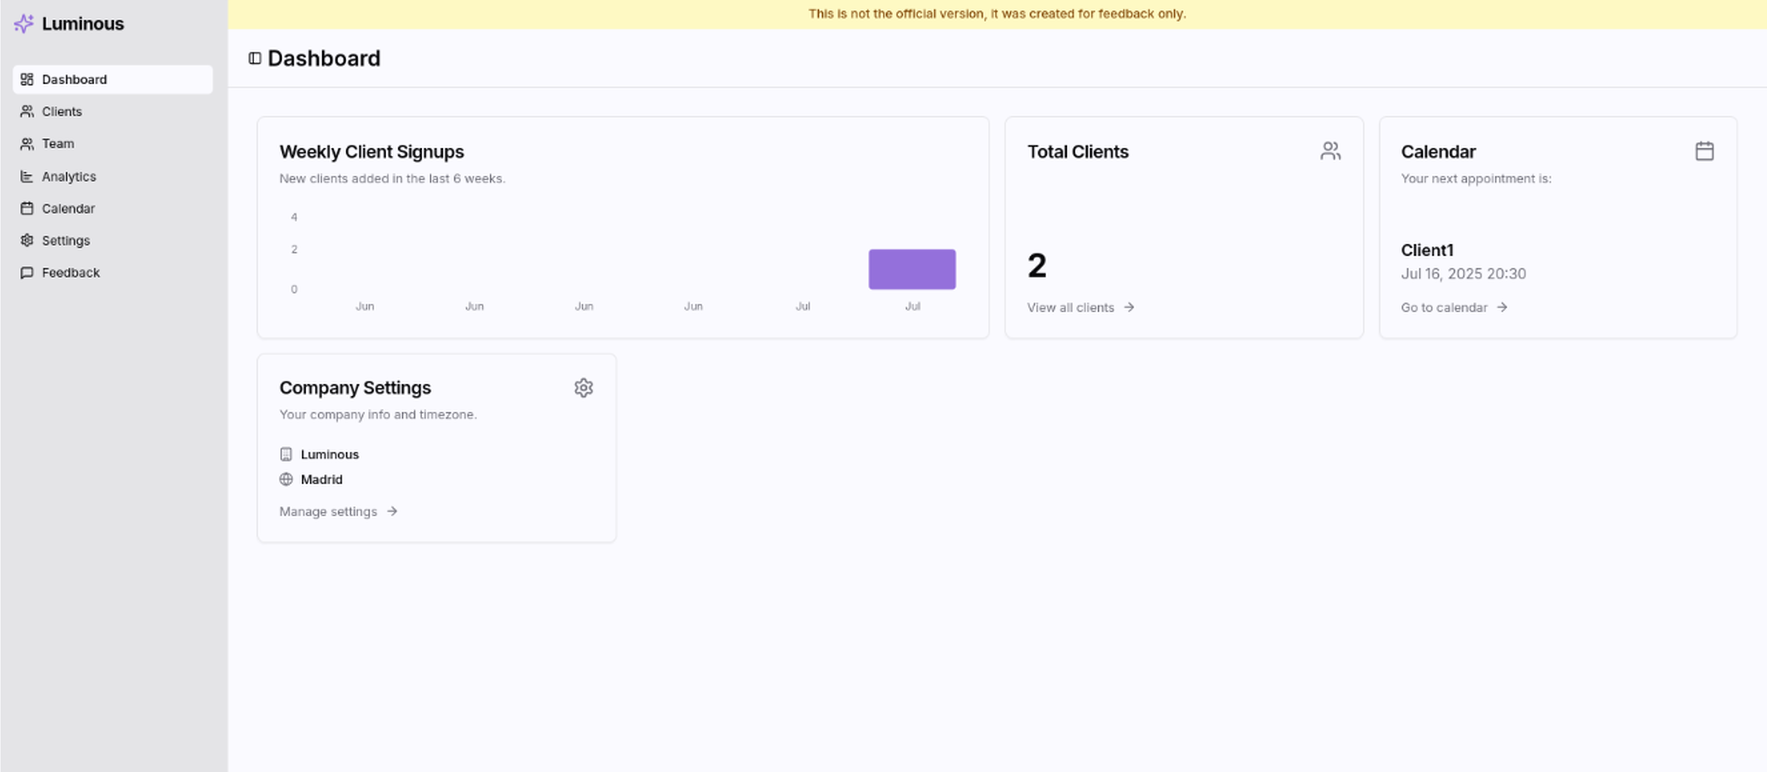 Luminous
This is not the official version, it was created for feedback only.
Dashboard
Dashboard
Clients
Team
Analytics
Calendar
Settings
Feedback
Weekly Client Signups
New clients added in the last 6 weeks.
4
2
0
Jun Jun Jun Jun Jul Jul
Total Clients
2
View all clients →
Calendar
Your next appointment is:
Client1
Jul 16, 2025 20:30
Go to calendar →
Company Settings
Your company info and timezone.
Luminous
Madrid
Manage settings →